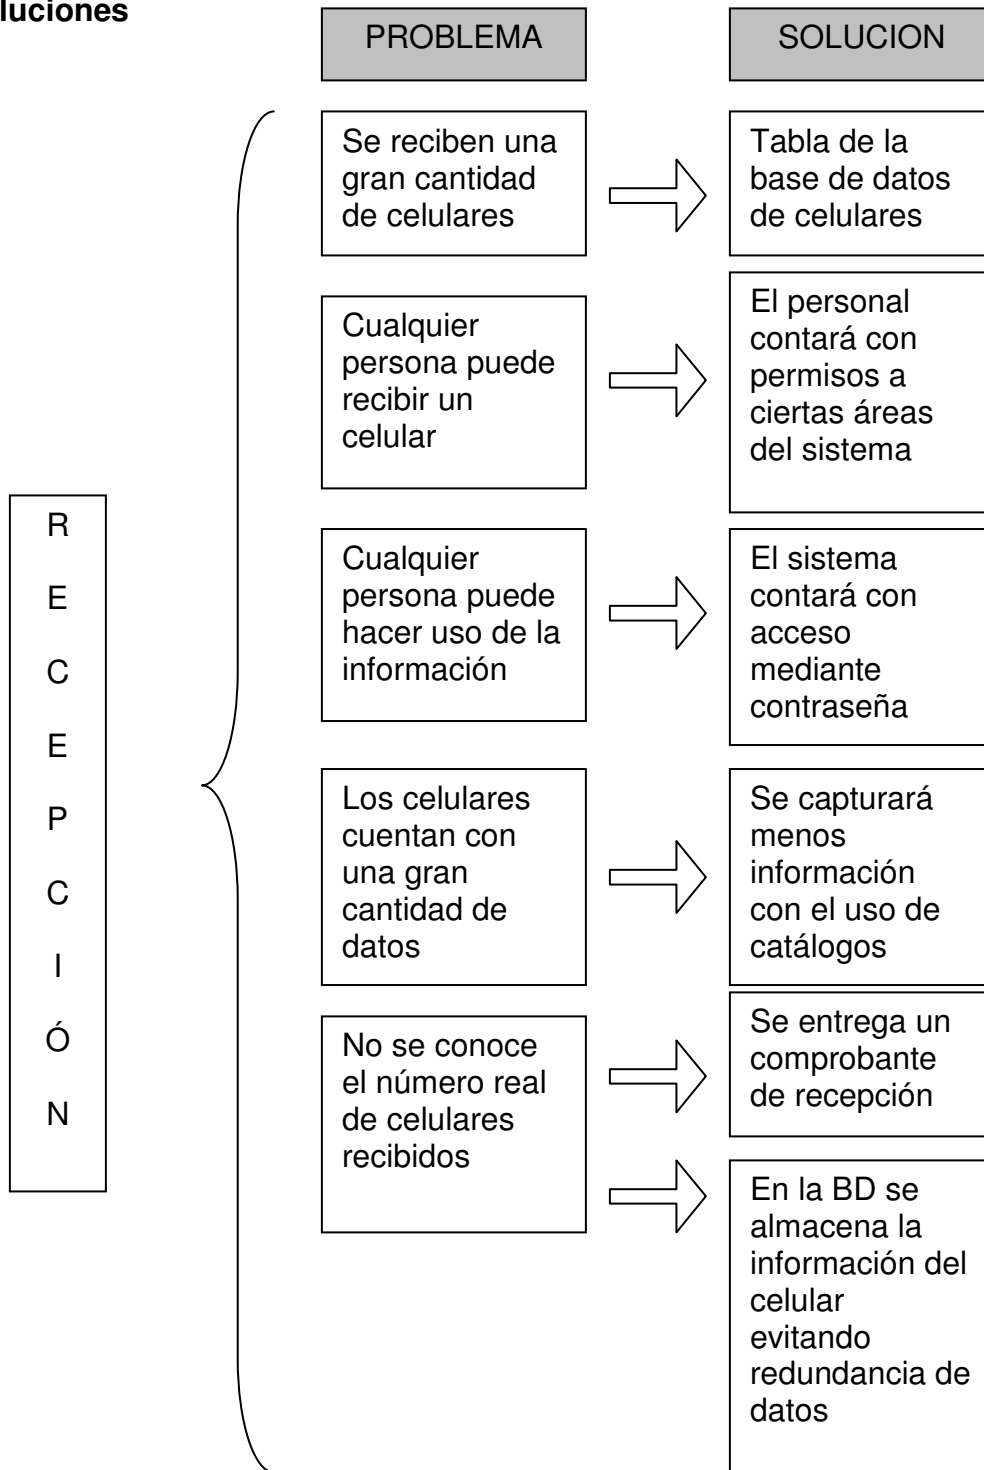 luciones
PROBLEMA
SOLUCION
Se reciben una
gran cantidad
de celulares
Tabla de la
base de datos
de celulares
Cualquier
persona puede
recibir un
celular
El personal
contará con
permisos a
ciertas áreas
del sistema
R
E
C
E
P
C
I
Ó
N
Cualquier
persona puede
hacer uso de la
información
El sistema
contará con
acceso
mediante
contraseña
Los celulares
cuentan con
una gran
cantidad de
datos
Se capturará
menos
información
con el uso de
catálogos
No se conoce
el número real
de celulares
recibidos
Se entrega un
comprobante
de recepción
En la BD se
almacena la
información del
celular
evitando
redundancia de
datos